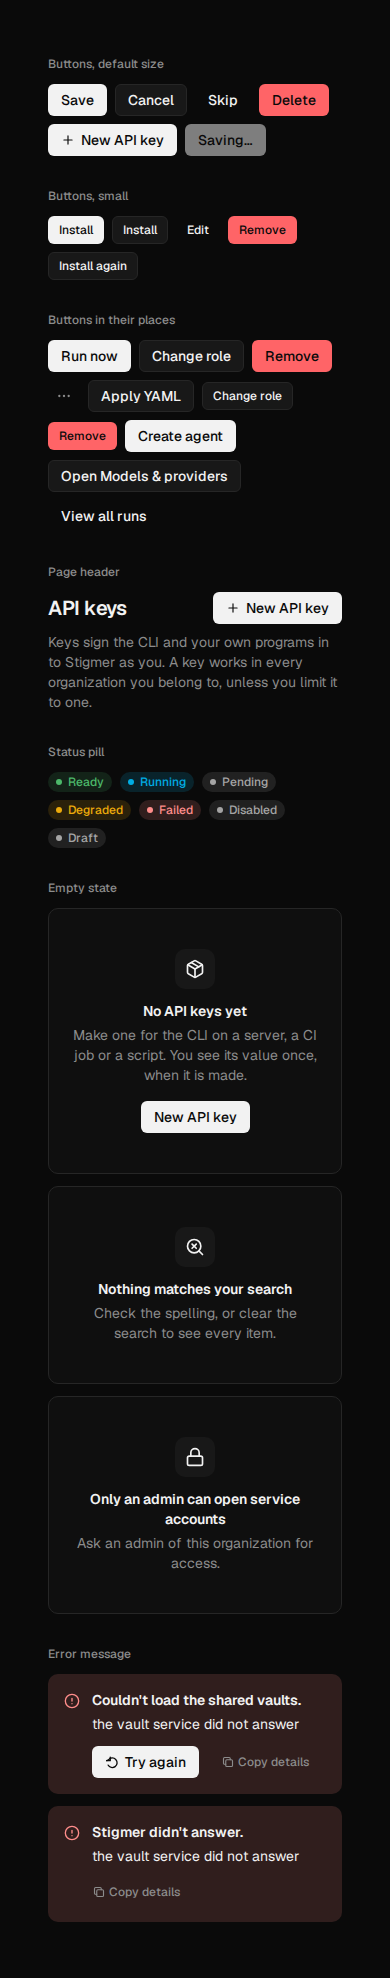 Buttons, default size
Save Cancel Skip Delete
+ New API key Saving...
Buttons, small
Install Install Edit Remove
Install again
Buttons in their places
Run now Change role Remove
... Apply YAML Change role
Remove Create agent
Open Models & providers
View all runs
Page header
API keys + New API key
Keys sign the CLI and your own programs in
to Stigmer as you. A key works in every
organization you belong to, unless you limit it
to one.
Status pill
Ready Running Pending
Degraded Failed Disabled
Draft
Empty state
No API keys yet
Make one for the CLI on a server, a CI
job or a script. You see its value once,
when it is made.
New API key
Nothing matches your search
Check the spelling, or clear the
search to see every item.
Only an admin can open service
accounts
Ask an admin of this organization for
access.
Error message
Couldn't load the shared vaults.
the vault service did not answer
Try again Copy details
Stigmer didn't answer.
the vault service did not answer
Copy details